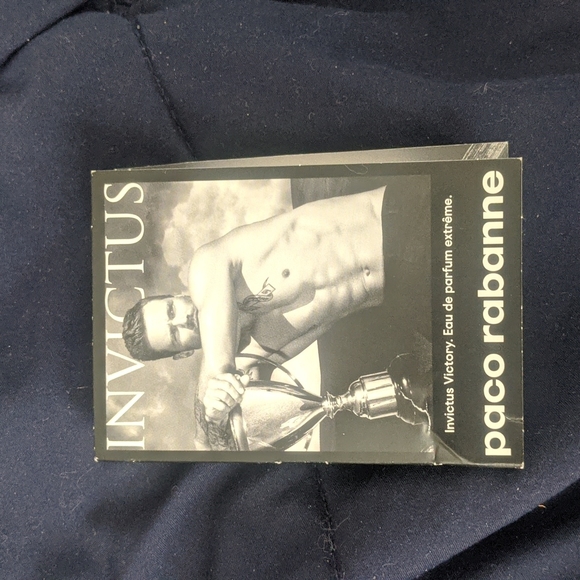 INVICTUS
Invictus Victory. Eau de parfum extrême.
paco rabanne